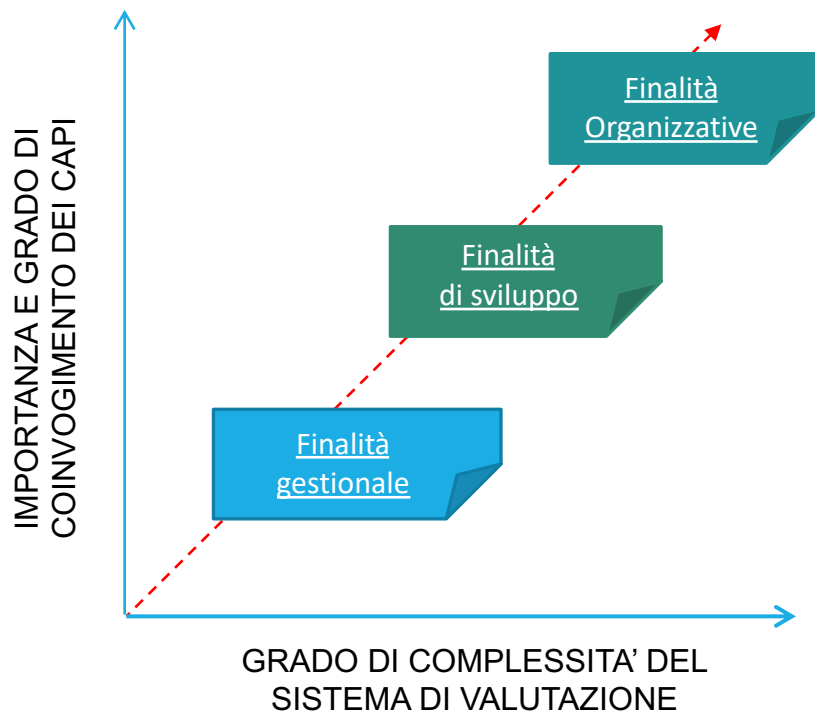 Finalità
Organizzative
Finalità
di sviluppo
Finalità
gestionale
IMPORTANZA E GRADO DI
COINVOGIMENTO DEI CAPI
GRADO DI COMPLESSITA’ DEL
SISTEMA DI VALUTAZIONE